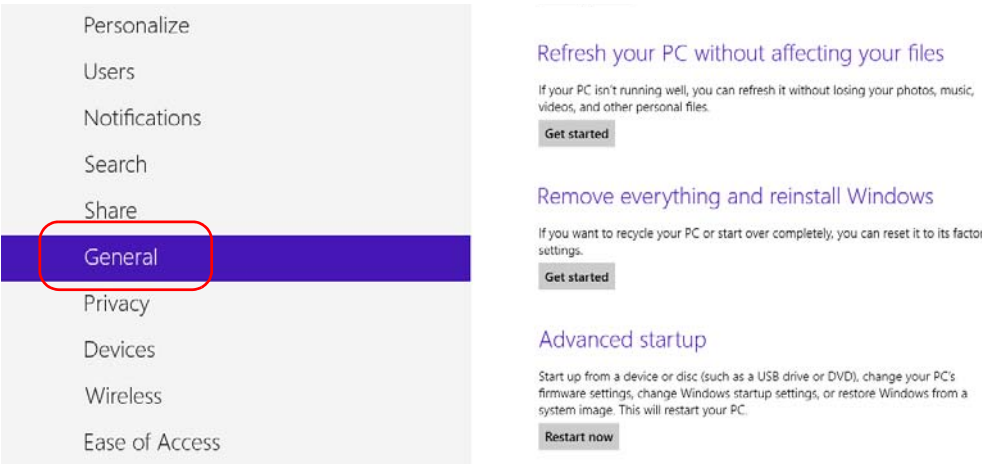 Personalize
Users
Notifications
Search
Share
General
Privacy
Devices
Wireless
Ease of Access
Refresh your PC without affecting your files
If your PC isn't running well, you can refresh it without losing your photos, music,
videos, and other personal files.
Get started
Remove everything and reinstall Windows
If you want to recycle your PC or start over completely, you can reset it to its factor
settings.
Get started
Advanced startup
Start up from a device or disc (such as a USB drive or DVD), change your PC's
firmware settings, change Windows startup settings, or restore Windows from a
system image. This will restart your PC.
Restart now